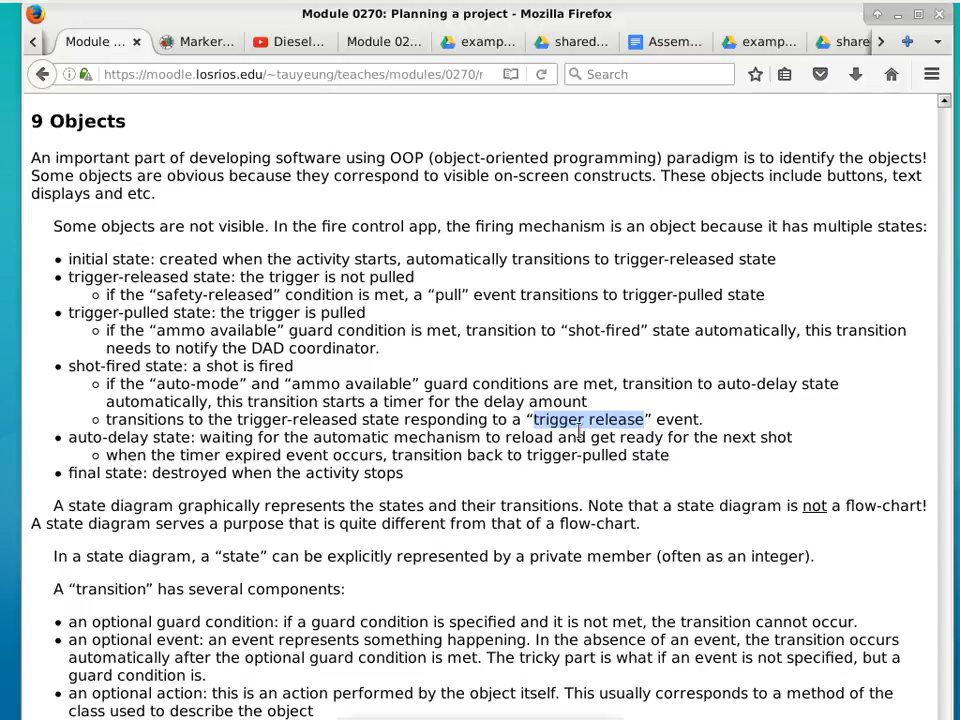 Module 0270: Planning a project - Mozilla Firefox
Module ...
Marker...
Diesel...
Module 02...
examp...
shared...
Assem...
examp...
share
https://moodle.losrios.edu/~tauyeung/teaches/modules/0270/r
Search
9 Objects
An important part of developing software using OOP (object-oriented programming) paradigm is to identify the objects!
Some objects are obvious because they correspond to visible on-screen constructs. These objects include buttons, text
displays and etc.
Some objects are not visible. In the fire control app, the firing mechanism is an object because it has multiple states:
• initial state: created when the activity starts, automatically transitions to trigger-released state
• trigger-released state: the trigger is not pulled
◦ if the “safety-released” condition is met, a “pull” event transitions to trigger-pulled state
• trigger-pulled state: the trigger is pulled
◦ if the “ammo available” guard condition is met, transition to “shot-fired” state automatically, this transition
needs to notify the DAD coordinator.
• shot-fired state: a shot is fired
◦ if the “auto-mode” and “ammo available” guard conditions are met, transition to auto-delay state
automatically, this transition starts a timer for the delay amount
◦ transitions to the trigger-released state responding to a “trigger release” event.
• auto-delay state: waiting for the automatic mechanism to reload and get ready for the next shot
◦ when the timer expired event occurs, transition back to trigger-pulled state
• final state: destroyed when the activity stops
A state diagram graphically represents the states and their transitions. Note that a state diagram is not a flow-chart!
A state diagram serves a purpose that is quite different from that of a flow-chart.
In a state diagram, a “state” can be explicitly represented by a private member (often as an integer).
A “transition” has several components:
• an optional guard condition: if a guard condition is specified and it is not met, the transition cannot occur.
• an optional event: an event represents something happening. In the absence of an event, the transition occurs
automatically after the optional guard condition is met. The tricky part is what if an event is not specified, but a
guard condition is.
• an optional action: this is an action performed by the object itself. This usually corresponds to a method of the
class used to describe the object